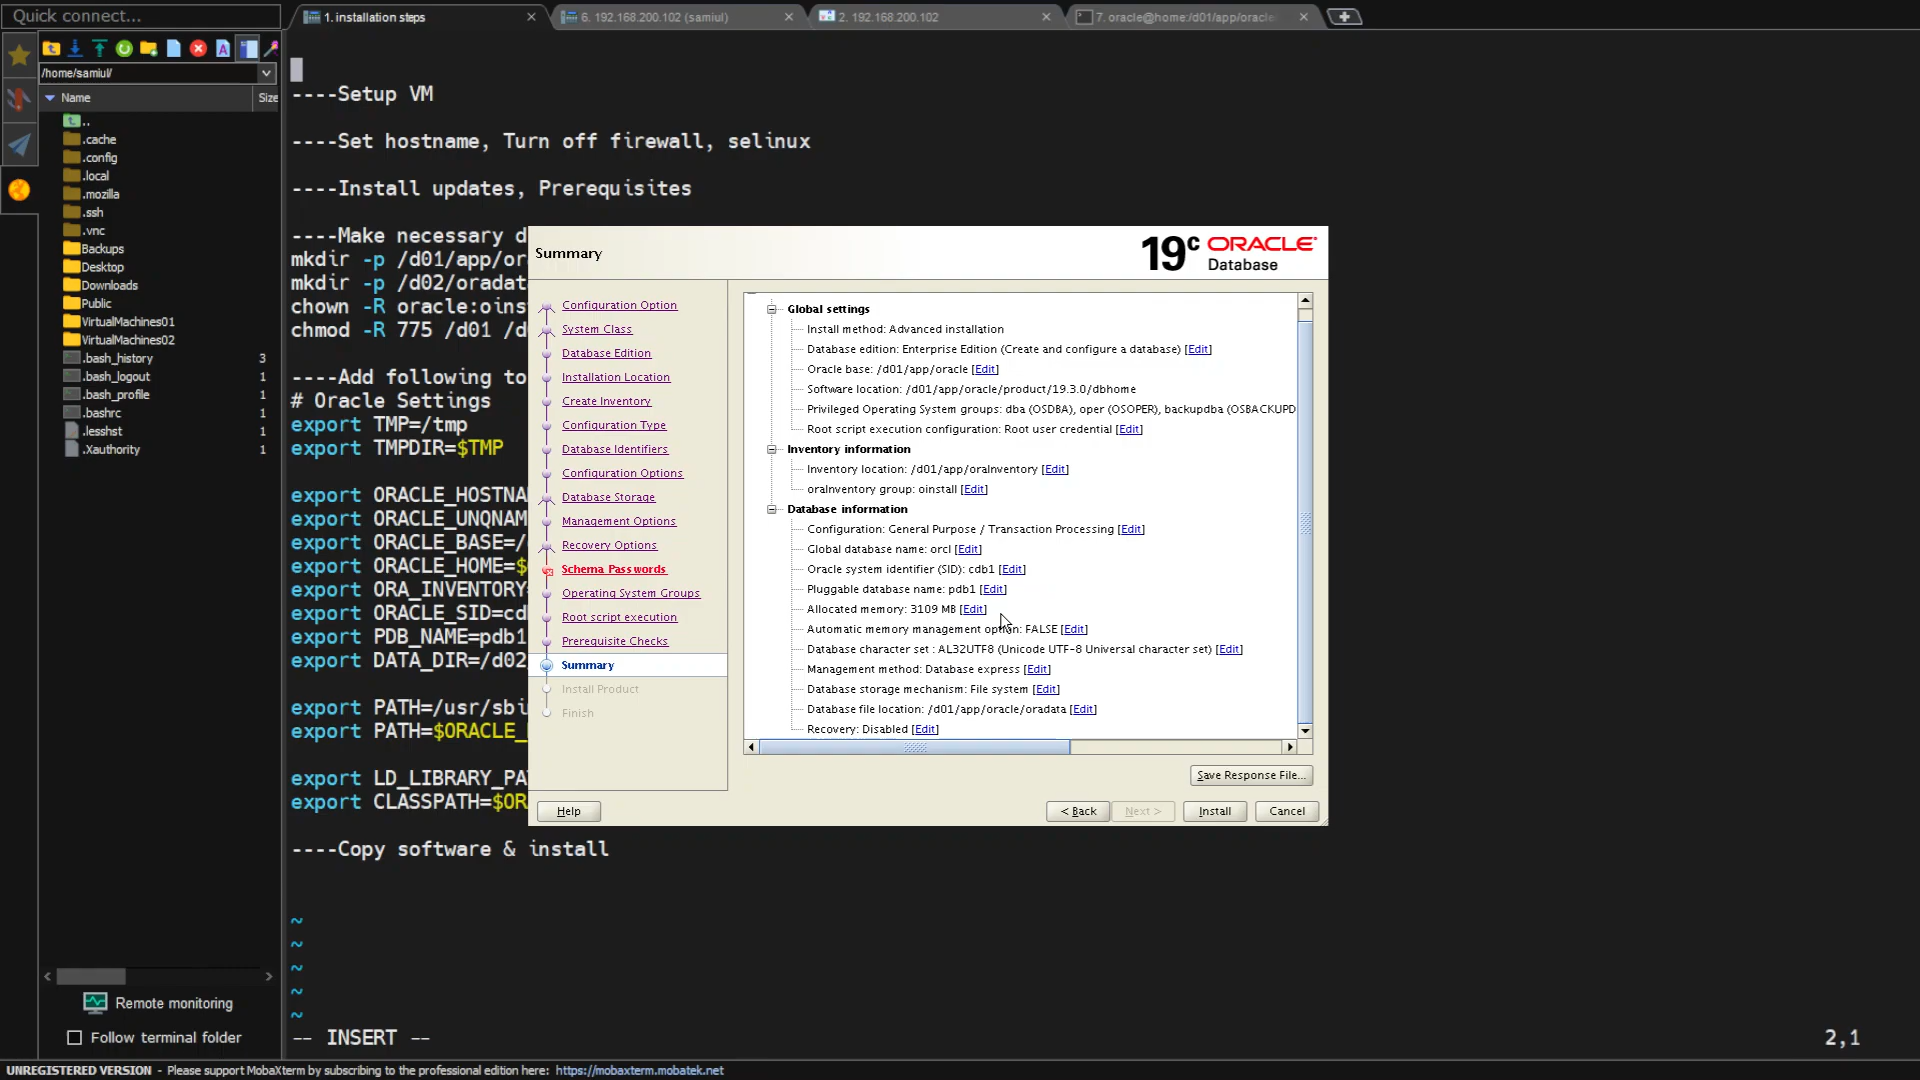 Quick connect...
1. installation steps
6. 192.168.200.102 (samiul)
2. 192.168.200.102
7. oracle@home:/d01/app/oracle
/home/samiul/
Name
Size
..
.cache
.config
.local
.mozilla
.ssh
.vnc
Backups
Desktop
Downloads
Public
VirtualMachines01
VirtualMachines02
.bash_history 3
.bash_logout 1
.bash_profile 1
.bashrc 1
.lesshst 1
.Xauthority 1
Remote monitoring
Follow terminal folder
----Setup VM
----Set hostname, Turn off firewall, selinux
----Install updates, Prerequisites
----Make necessary d
mkdir -p /d01/app/or
mkdir -p /d02/oradat
chown -R oracle:oins
chmod -R 775 /d01 /d
----Add following to
# Oracle Settings
export TMP=/tmp
export TMPDIR=$TMP
export ORACLE_HOSTNA
export ORACLE_UNQNAM
export ORACLE_BASE=/
export ORACLE_HOME=$
export ORA_INVENTORY
export ORACLE_SID=cd
export PDB_NAME=pdb1
export DATA_DIR=/d02
export PATH=/usr/sbi
export PATH=$ORACLE_
export LD_LIBRARY_PA
export CLASSPATH=$OR
----Copy software & install
~
~
~
~
~
-- INSERT --
2,1
Summary
19c ORACLE
Database
Configuration Option
System Class
Database Edition
Installation Location
Create Inventory
Configuration Type
Database Identifiers
Configuration Options
Database Storage
Management Options
Recovery Options
Schema Passwords
Operating System Groups
Root script execution
Prerequisite Checks
Summary
Install Product
Finish
Global settings
Install method: Advanced installation
Database edition: Enterprise Edition (Create and configure a database) [Edit]
Oracle base: /d01/app/oracle [Edit]
Software location: /d01/app/oracle/product/19.3.0/dbhome
Privileged Operating System groups: dba (OSDBA), oper (OSOPER), backupdba (OSBACKUPD
Root script execution configuration: Root user credential [Edit]
Inventory information
Inventory location: /d01/app/oraInventory [Edit]
oraInventory group: oinstall [Edit]
Database information
Configuration: General Purpose / Transaction Processing [Edit]
Global database name: orcl [Edit]
Oracle system identifier (SID): cdb1 [Edit]
Pluggable database name: pdb1 [Edit]
Allocated memory: 3109 MB [Edit]
Automatic memory management option: FALSE [Edit]
Database character set : AL32UTF8 (Unicode UTF-8 Universal character set) [Edit]
Management method: Database express [Edit]
Database storage mechanism: File system [Edit]
Database file location: /d01/app/oracle/oradata [Edit]
Recovery: Disabled [Edit]
Save Response File...
Help
< Back
Next >
Install
Cancel
UNREGISTERED VERSION - Please support MobaXterm by subscribing to the professional edition here: https://mobaxterm.mobatek.net